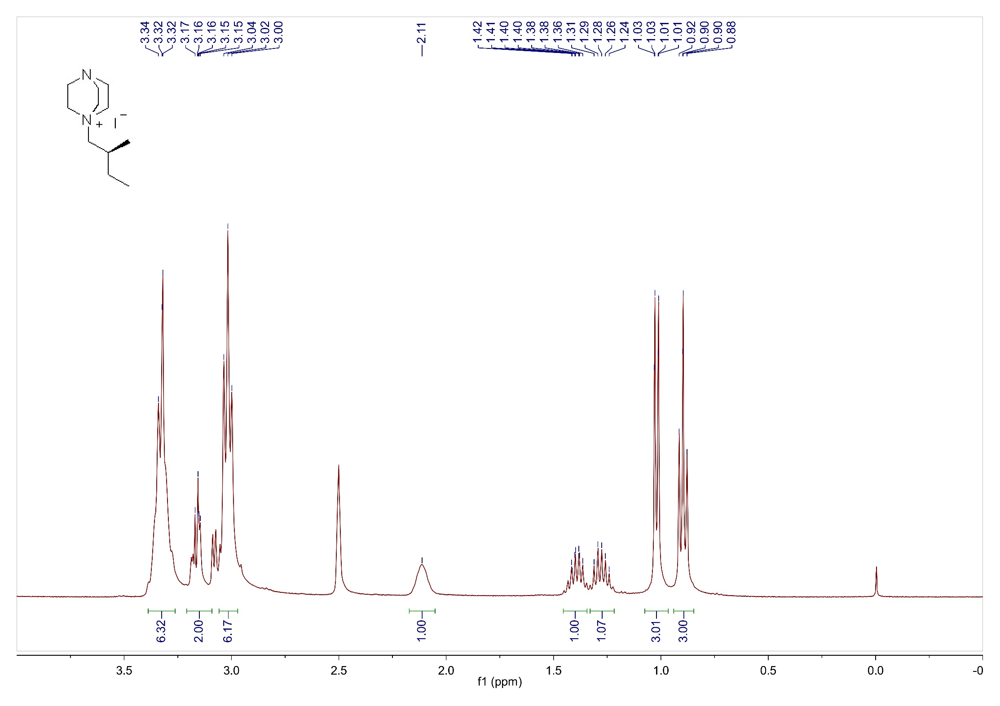 3.34 3.32 3.32 3.17 3.16 3.16 3.15 3.15 3.04 3.02 3.00 2.11 1.42 1.41 1.40 1.40 1.38 1.38 1.36 1.31 1.29 1.28 1.26 1.24 1.03 1.03 1.01 1.01 0.92 0.90 0.90 0.88
N
N + I −
6.32 2.00 6.17 1.00 1.00 1.07 3.01 3.00
3.5 3.0 2.5 2.0 1.5 1.0 0.5 0.0 -0
f1 (ppm)